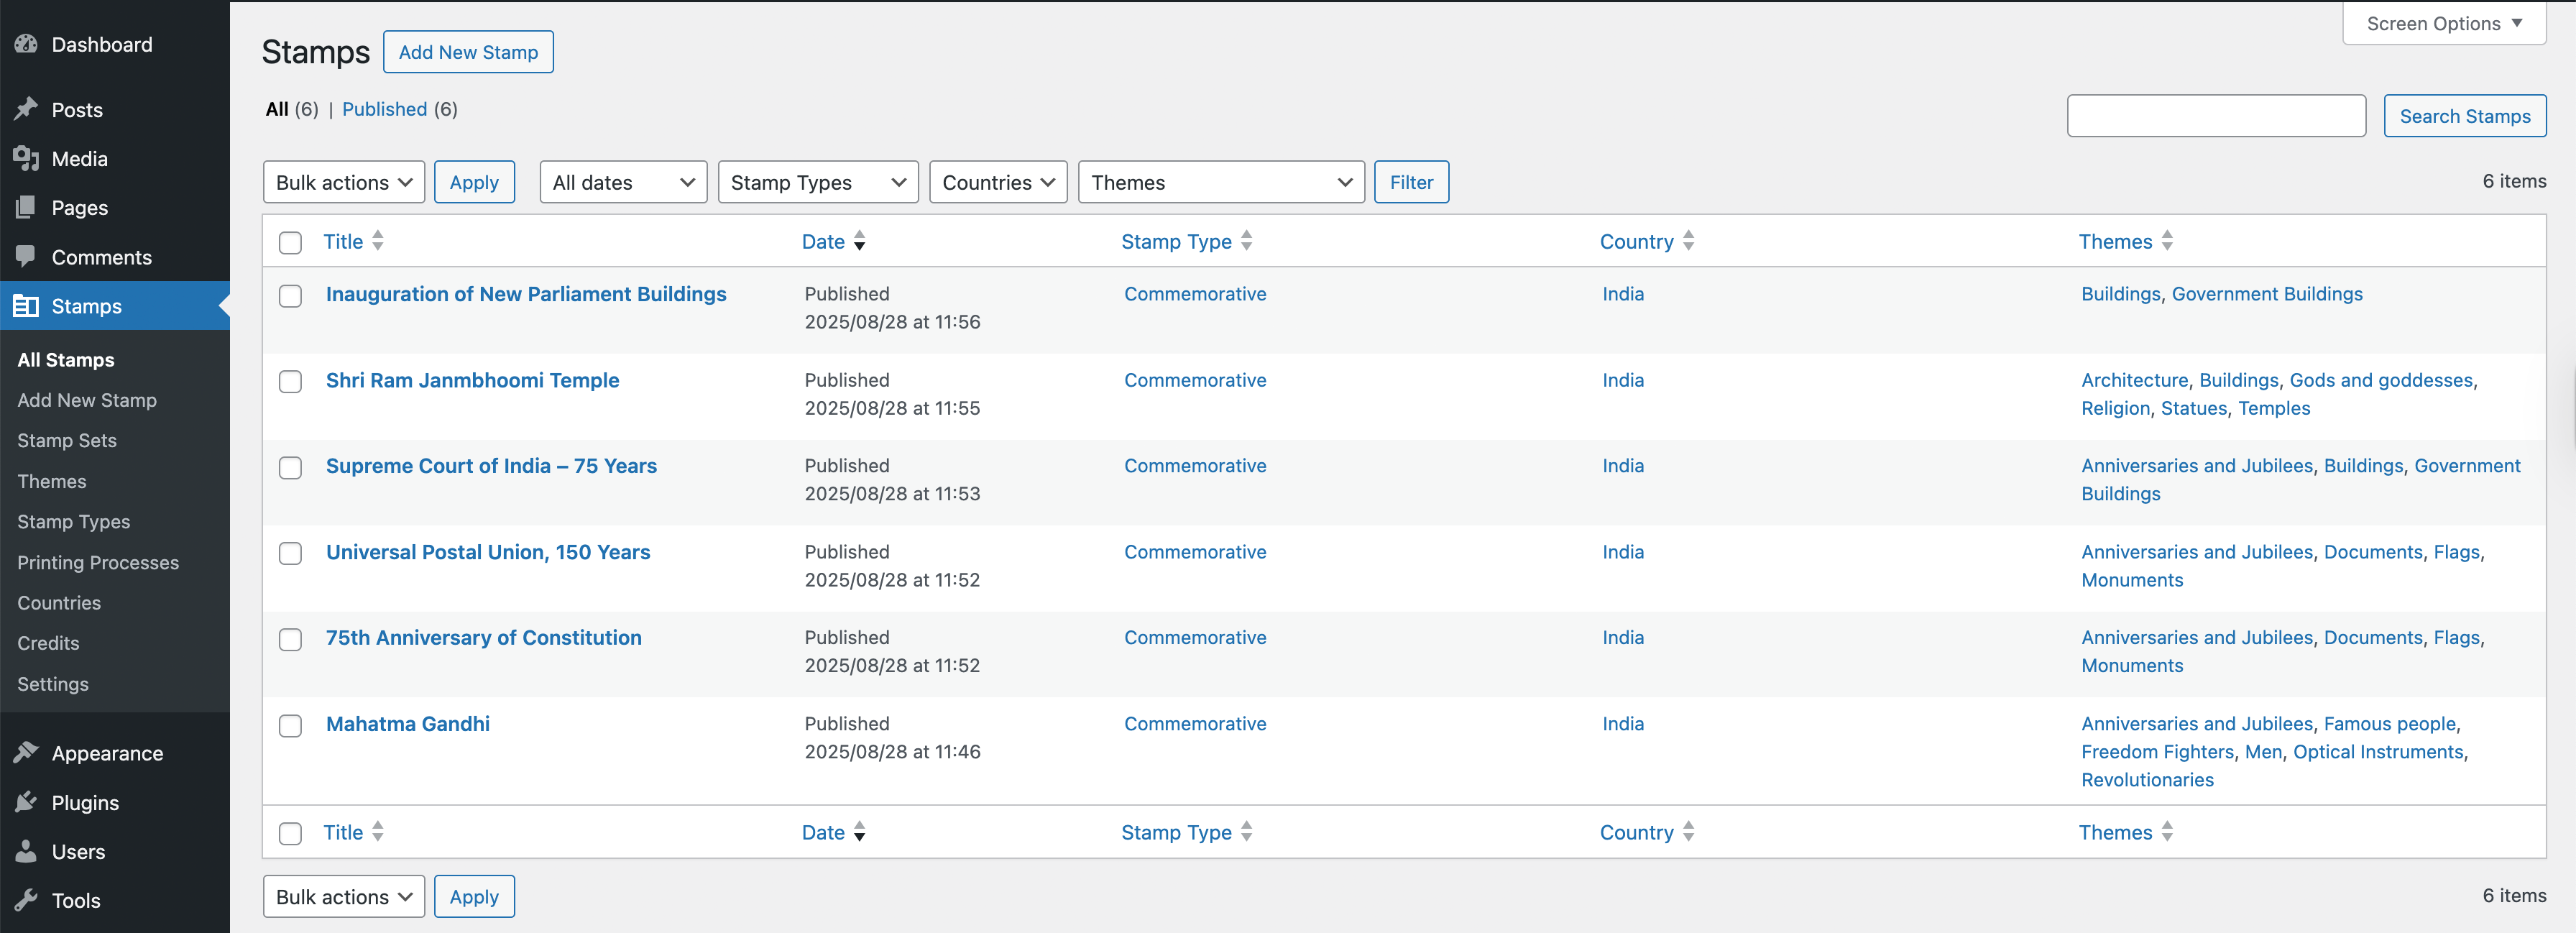 Dashboard
Posts
Media
Pages
Comments
Stamps
All Stamps
Add New Stamp
Stamp Sets
Themes
Stamp Types
Printing Processes
Countries
Credits
Settings
Appearance
Plugins
Users
Tools
Screen Options
Stamps Add New Stamp
All (6) | Published (6)
Search Stamps
Bulk actions Apply All dates Stamp Types Countries Themes Filter 6 items
Title Date Stamp Type Country Themes
Inauguration of New Parliament Buildings Published Commemorative India Buildings, Government Buildings
2025/08/28 at 11:56
Shri Ram Janmbhoomi Temple Published Commemorative India Architecture, Buildings, Gods and goddesses,
2025/08/28 at 11:55 Religion, Statues, Temples
Supreme Court of India – 75 Years Published Commemorative India Anniversaries and Jubilees, Buildings, Government
2025/08/28 at 11:53 Buildings
Universal Postal Union, 150 Years Published Commemorative India Anniversaries and Jubilees, Documents, Flags,
2025/08/28 at 11:52 Monuments
75th Anniversary of Constitution Published Commemorative India Anniversaries and Jubilees, Documents, Flags,
2025/08/28 at 11:52 Monuments
Mahatma Gandhi Published Commemorative India Anniversaries and Jubilees, Famous people,
2025/08/28 at 11:46 Freedom Fighters, Men, Optical Instruments,
Revolutionaries
Title Date Stamp Type Country Themes
Bulk actions Apply 6 items